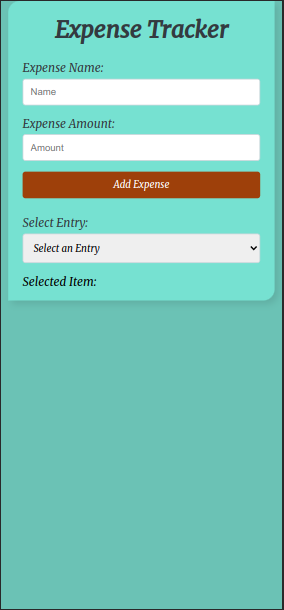 Expense Tracker
Expense Name:
Name
Expense Amount:
Amount
Add Expense
Select Entry:
Select an Entry
Selected Item: